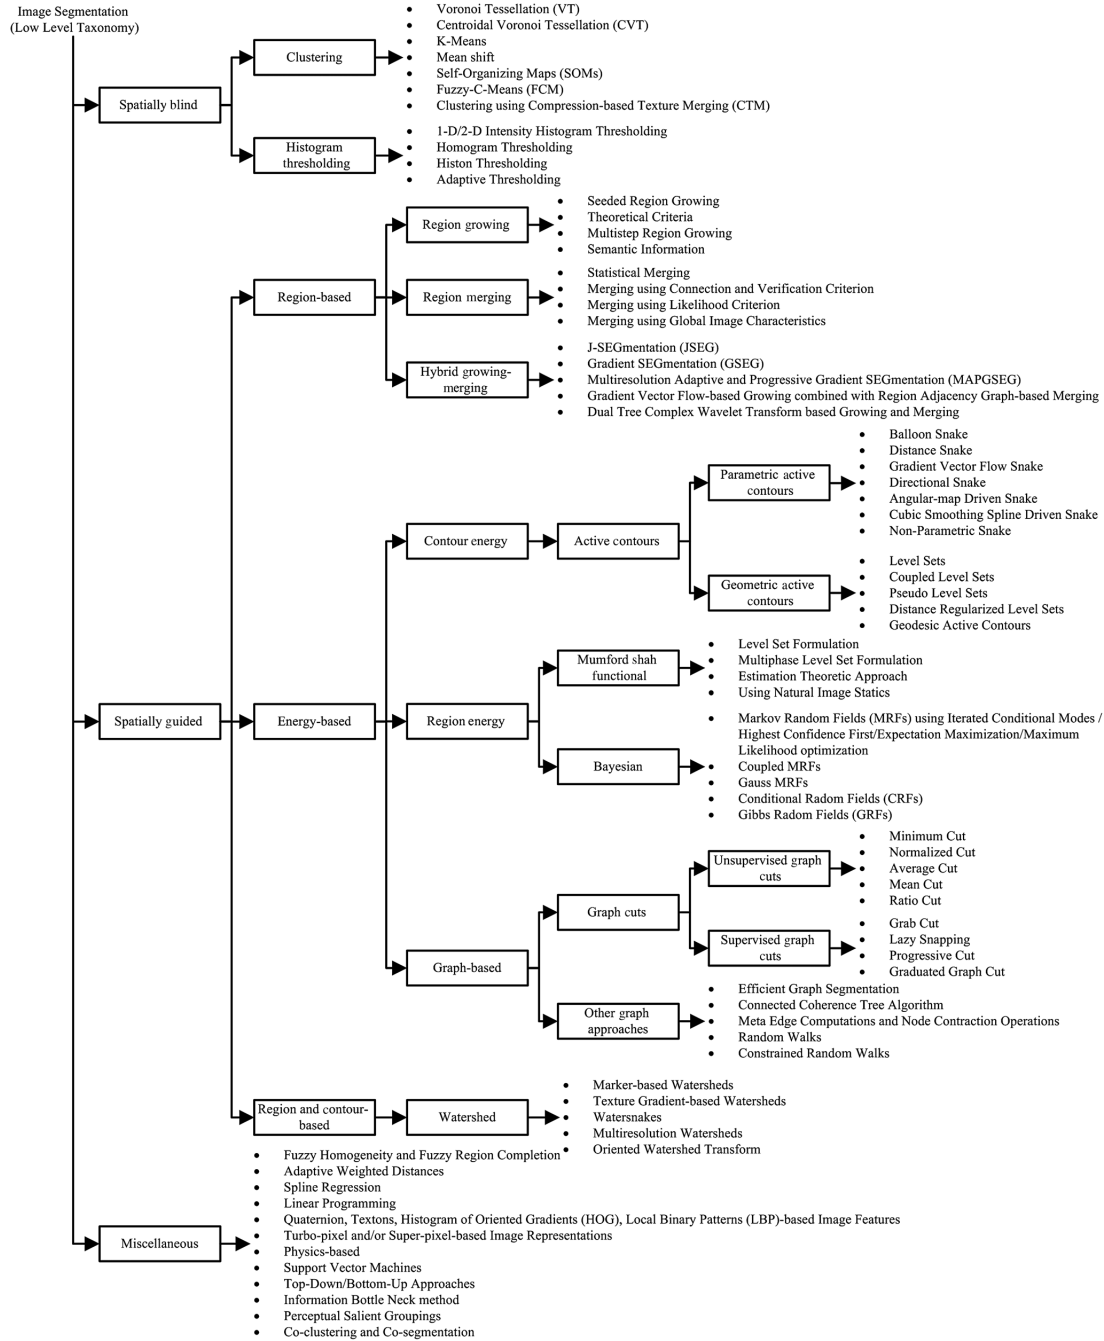 Image Segmentation
(Low Level Taxonomy)
Spatially blind
Clustering
• Voronoi Tessellation (VT)
• Centroidal Voronoi Tessellation (CVT)
• K-Means
• Mean shift
• Self-Organizing Maps (SOMs)
• Fuzzy-C-Means (FCM)
• Clustering using Compression-based Texture Merging (CTM)
Histogram
thresholding
• 1-D/2-D Intensity Histogram Thresholding
• Homogram Thresholding
• Histon Thresholding
• Adaptive Thresholding
Spatially guided
Region-based
Region growing
• Seeded Region Growing
• Theoretical Criteria
• Multistep Region Growing
• Semantic Information
Region merging
• Statistical Merging
• Merging using Connection and Verification Criterion
• Merging using Likelihood Criterion
• Merging using Global Image Characteristics
Hybrid growing-
merging
• J-SEGmentation (JSEG)
• Gradient SEGmentation (GSEG)
• Multiresolution Adaptive and Progressive Gradient SEGmentation (MAPGSEG)
• Gradient Vector Flow-based Growing combined with Region Adjacency Graph-based Merging
• Dual Tree Complex Wavelet Transform based Growing and Merging
Energy-based
Contour energy
Active contours
Parametric active
contours
• Balloon Snake
• Distance Snake
• Gradient Vector Flow Snake
• Directional Snake
• Angular-map Driven Snake
• Cubic Smoothing Spline Driven Snake
• Non-Parametric Snake
Geometric active
contours
• Level Sets
• Coupled Level Sets
• Pseudo Level Sets
• Distance Regularized Level Sets
• Geodesic Active Contours
Region energy
Mumford shah
functional
• Level Set Formulation
• Multiphase Level Set Formulation
• Estimation Theoretic Approach
• Using Natural Image Statics
Bayesian
• Markov Random Fields (MRFs) using Iterated Conditional Modes /
Highest Confidence First/Expectation Maximization/Maximum
Likelihood optimization
• Coupled MRFs
• Gauss MRFs
• Conditional Radom Fields (CRFs)
• Gibbs Radom Fields (GRFs)
Graph-based
Graph cuts
Unsupervised graph
cuts
• Minimum Cut
• Normalized Cut
• Average Cut
• Mean Cut
• Ratio Cut
Supervised graph
cuts
• Grab Cut
• Lazy Snapping
• Progressive Cut
• Graduated Graph Cut
Other graph
approaches
• Efficient Graph Segmentation
• Connected Coherence Tree Algorithm
• Meta Edge Computations and Node Contraction Operations
• Random Walks
• Constrained Random Walks
Region and contour-
based
Watershed
• Marker-based Watersheds
• Texture Gradient-based Watersheds
• Watersnakes
• Multiresolution Watersheds
• Oriented Watershed Transform
Miscellaneous
• Fuzzy Homogeneity and Fuzzy Region Completion
• Adaptive Weighted Distances
• Spline Regression
• Linear Programming
• Quaternion, Textons, Histogram of Oriented Gradients (HOG), Local Binary Patterns (LBP)-based Image Features
• Turbo-pixel and/or Super-pixel-based Image Representations
• Physics-based
• Support Vector Machines
• Top-Down/Bottom-Up Approaches
• Information Bottle Neck method
• Perceptual Salient Groupings
• Co-clustering and Co-segmentation